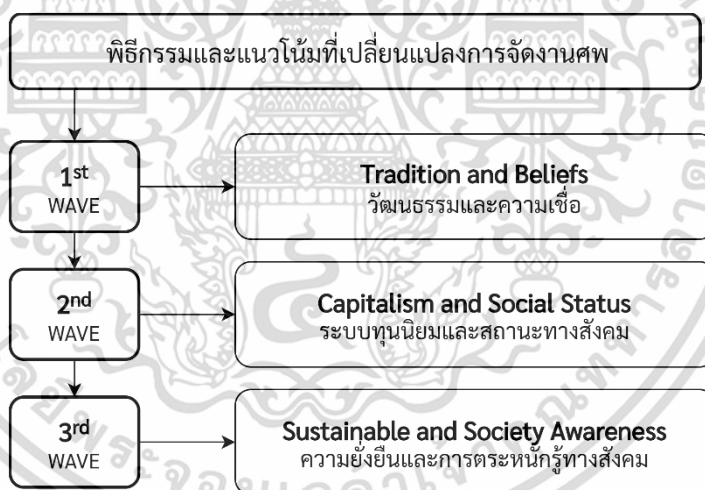 พิธีกรรมและแนวโน้มที่เปลี่ยนแปลงการจัดงานศพ
1st
WAVE
Tradition and Beliefs
วัฒนธรรมและความเชื่อ
2nd
WAVE
Capitalism and Social Status
ระบบทุนนิยมและสถานะทางสังคม
3rd
WAVE
Sustainable and Society Awareness
ความยั่งยืนและการตระหนักรู้ทางสังคม